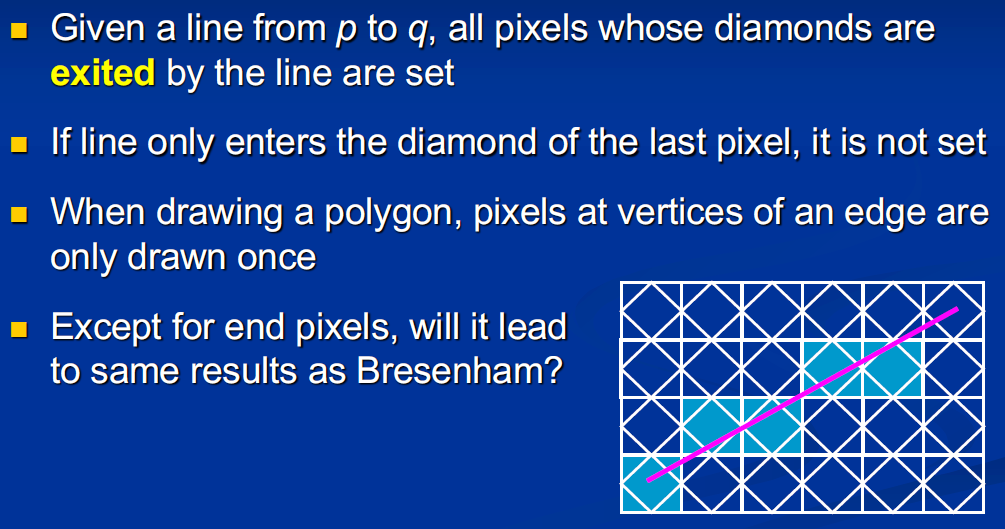 Given a line from p to q, all pixels whose diamonds are
exited by the line are set
If line only enters the diamond of the last pixel, it is not set
When drawing a polygon, pixels at vertices of an edge are
only drawn once
Except for end pixels, will it lead
to same results as Bresenham?